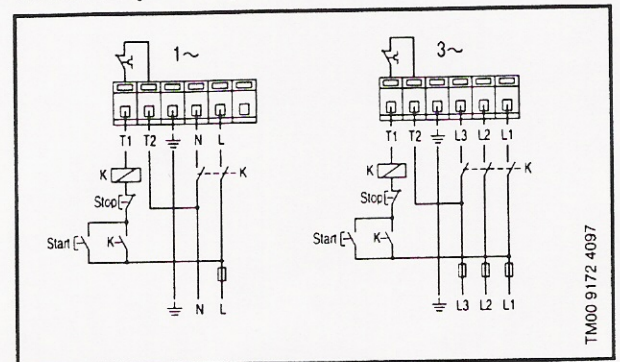 1~
T1 T2 N L
K
K
Stop
Start
K
N L
3~
T1 T2 L3 L2 L1
K
K
Stop
Start
K
L3 L2 L1
TM00 9172 4097